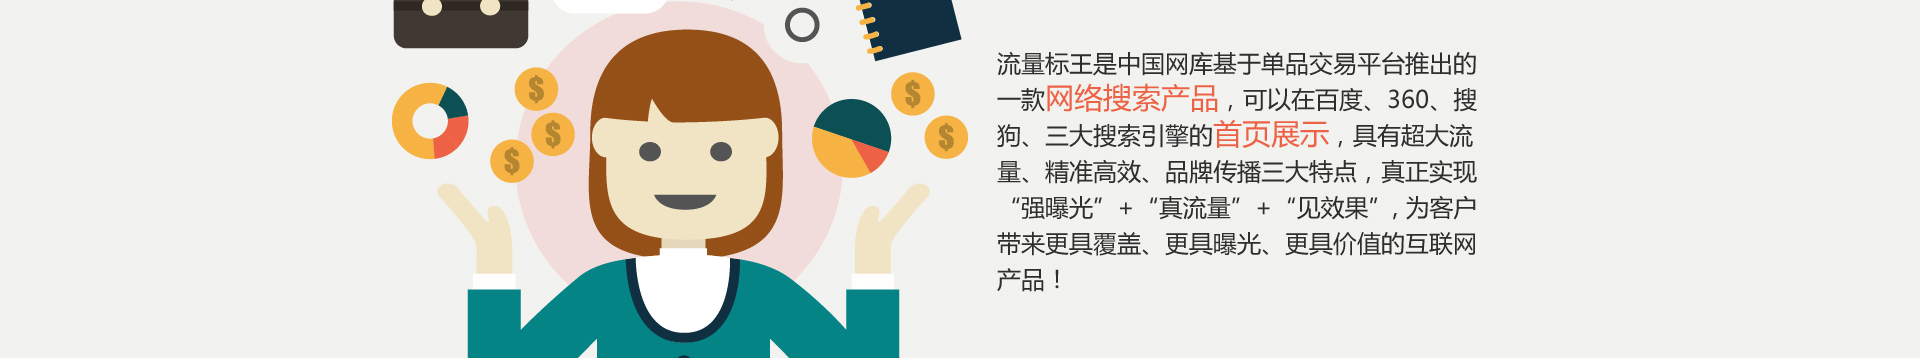 流量标王是中国网库基于单品交易平台推出的
一款网络搜索产品，可以在百度、360、搜
狗、三大搜索引擎的首页展示，具有超大流
量、精准高效、品牌传播三大特点，真正实现
“强曝光”+“真流量”+“见效果”, 为客户
带来更具覆盖、更具曝光、更具价值的互联网
产品！
$
$
$
$
$